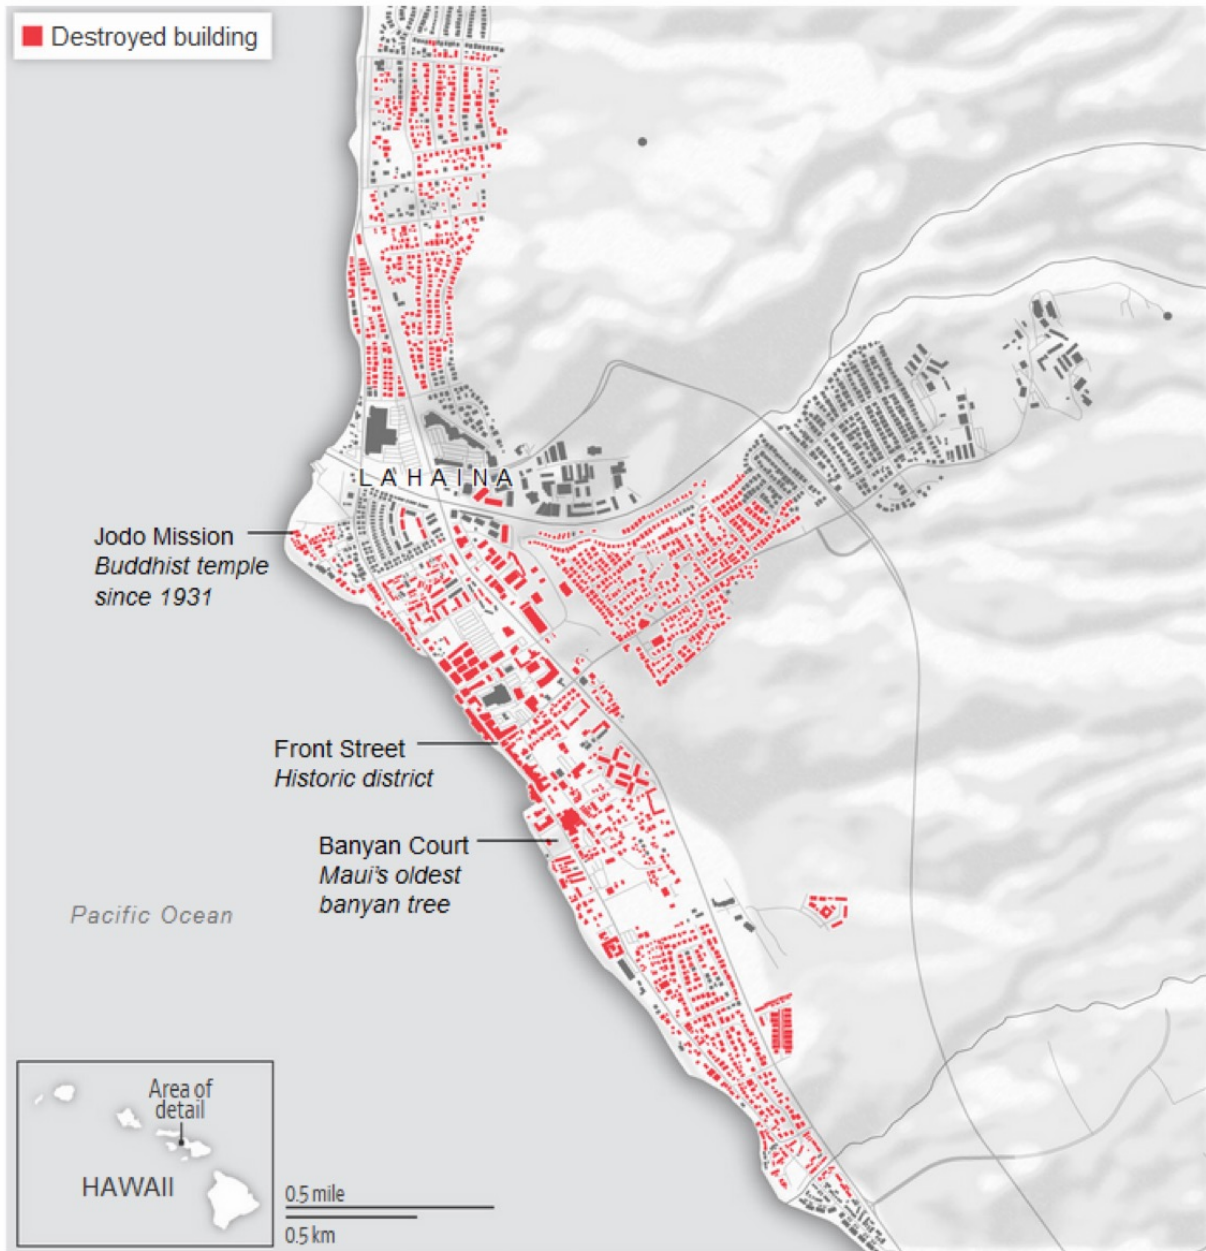 Destroyed building
LAHAINA
Jodo Mission
Buddhist temple
since 1931
Front Street
Historic district
Banyan Court
Maui's oldest
banyan tree
Pacific Ocean
Area of
detail
HAWAII
0.5 mile
0.5 km